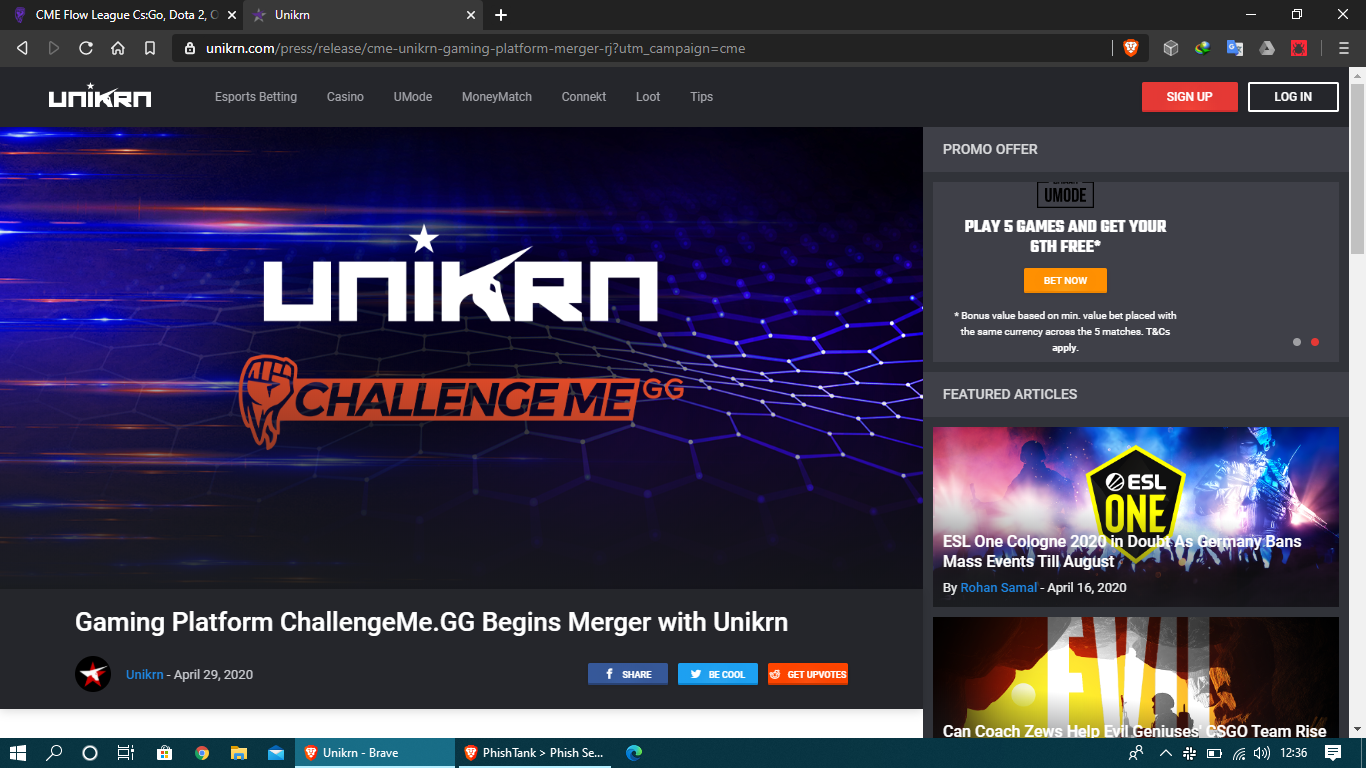 CME Flow League Cs:Go, Dota 2, O
Unikrn
unikrn.com/press/release/cme-unikrn-gaming-platform-merger-rj?utm_campaign=cme
UNIKRN
Esports Betting
Casino
UMode
MoneyMatch
Connekt
Loot
Tips
SIGN UP
LOG IN
UNIKRN
CHALLENGE ME GG
Gaming Platform ChallengeMe.GG Begins Merger with Unikrn
Unikrn - April 29, 2020
SHARE
BE COOL
GET UPVOTES
PROMO OFFER
UMODE
PLAY 5 GAMES AND GET YOUR
6TH FREE*
BET NOW
* Bonus value based on min. value bet placed with
the same currency across the 5 matches. T&Cs
apply.
FEATURED ARTICLES
ESL
ONE
ESL One Cologne 2020 in Doubt As Germany Bans
Mass Events Till August
By Rohan Samal - April 16, 2020
EVIL
Can Coach Zews Help Evil Geniuses' CSGO Team Rise
Unikrn - Brave
PhishTank > Phish Se...
12:36